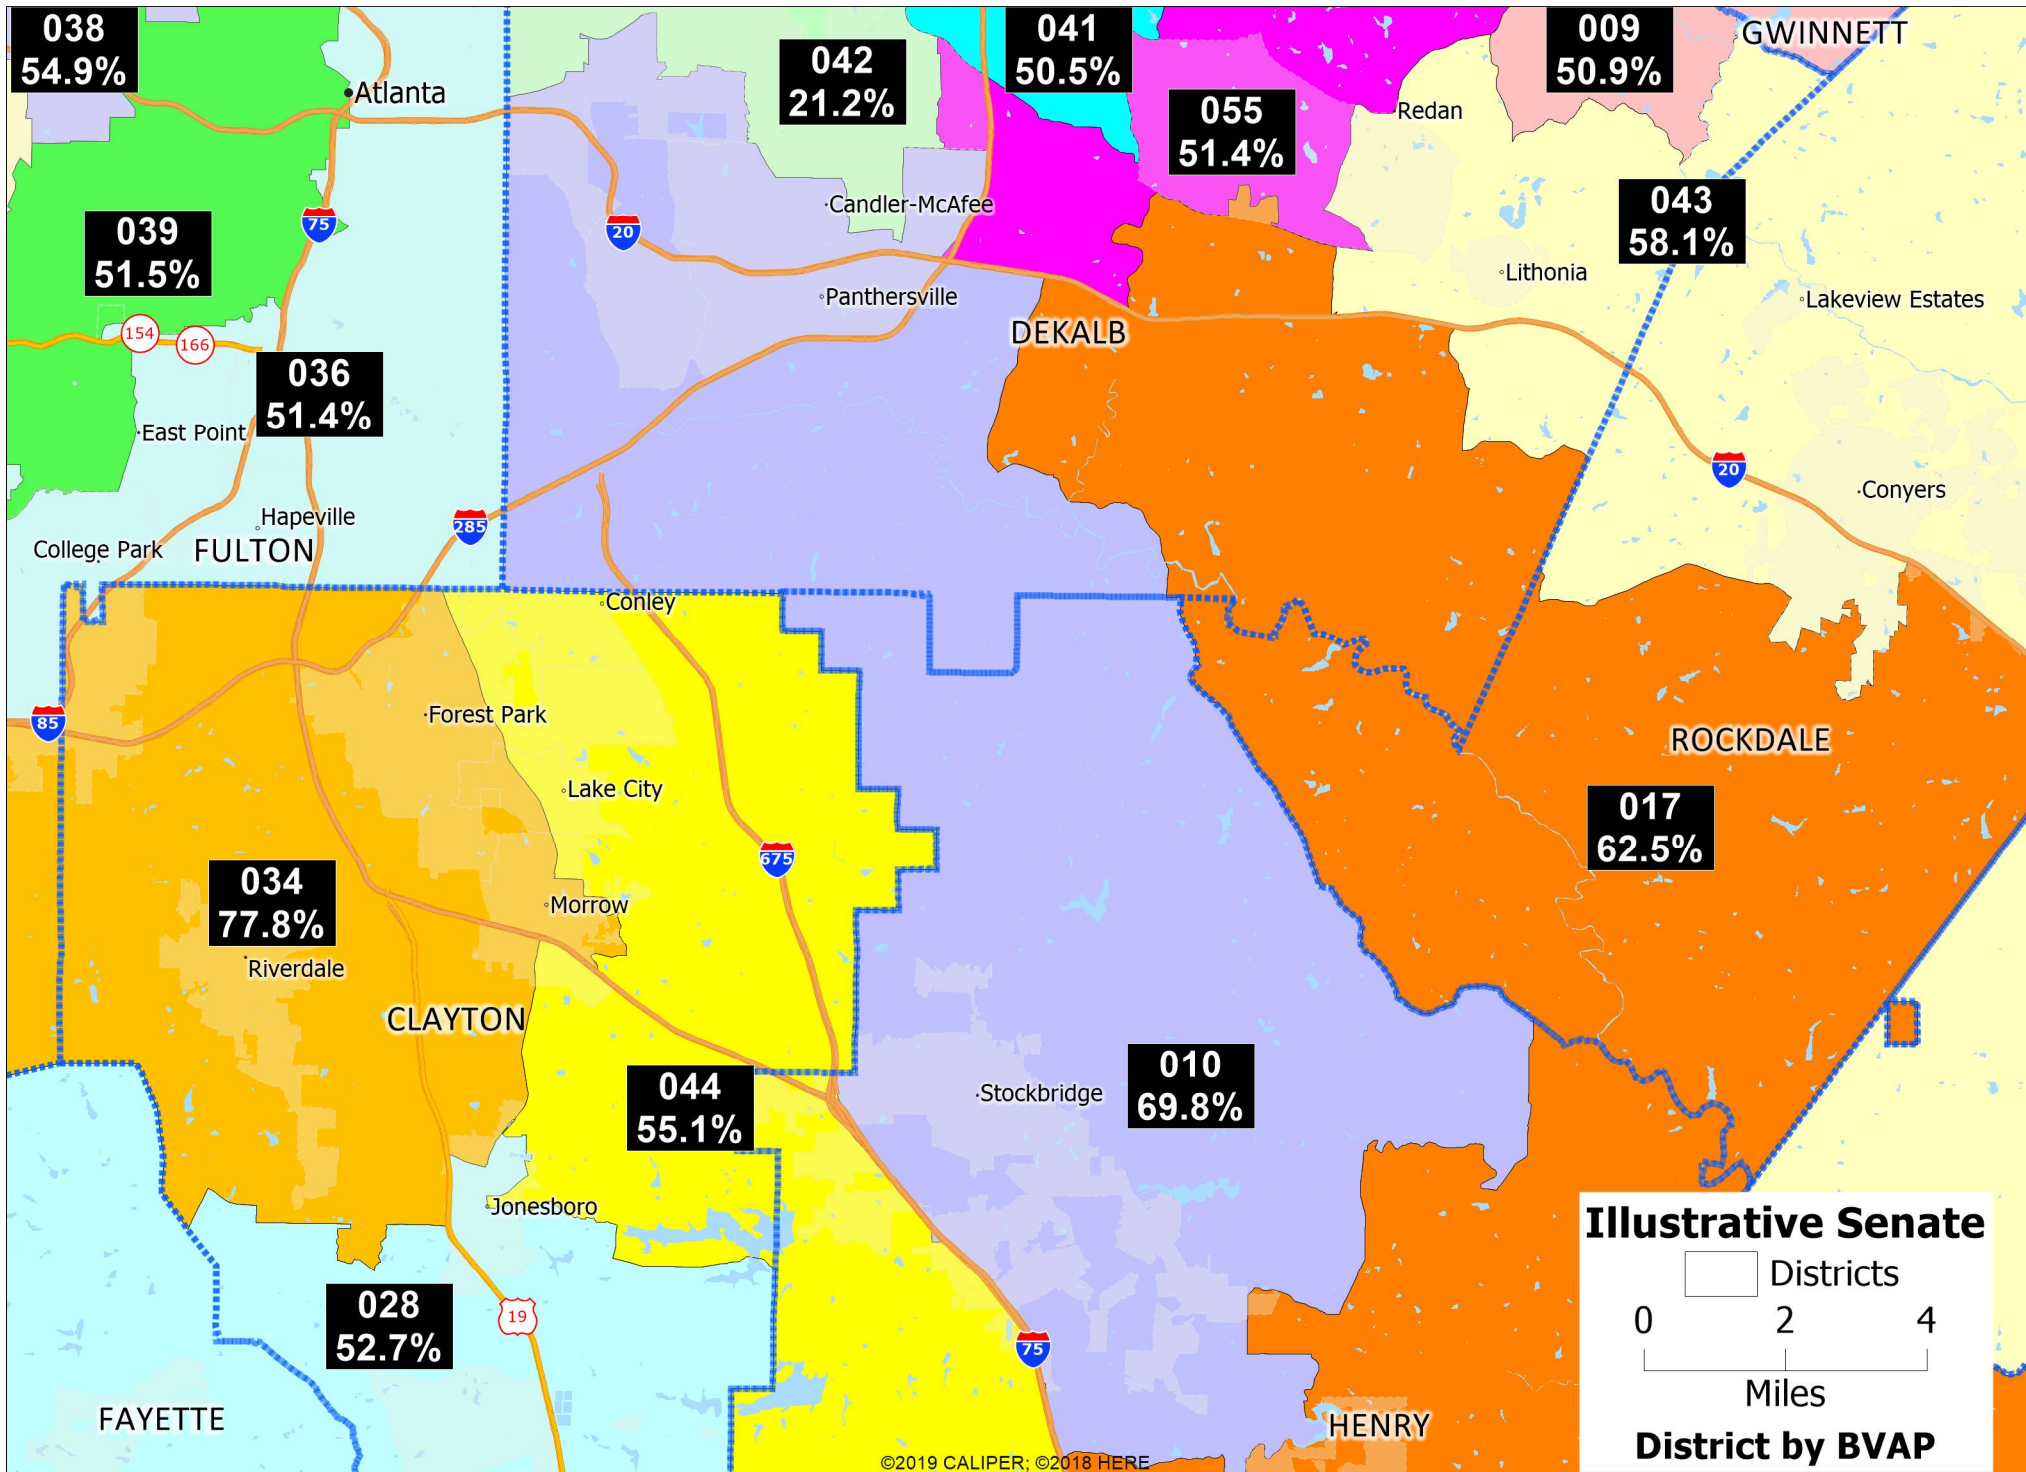 038
54.9%
042
21.2%
041
50.5%
009
50.9%
GWINNETT
Atlanta
055
51.4%
Redan
039
51.5%
75
20
Candler-McAfee
043
58.1%
Lithonia
Panthersville
Lakeview Estates
DEKALB
154
166
036
51.4%
East Point
20
Conyers
Hapeville
285
College Park
FULTON
Conley
85
Forest Park
ROCKDALE
Lake City
017
62.5%
675
034
77.8%
Morrow
Riverdale
CLAYTON
044
55.1%
Stockbridge
010
69.8%
Jonesboro
028
52.7%
19
75
FAYETTE
HENRY
Illustrative Senate
Districts
0 2 4
Miles
District by BVAP
©2019 CALIPER; ©2018 HERE